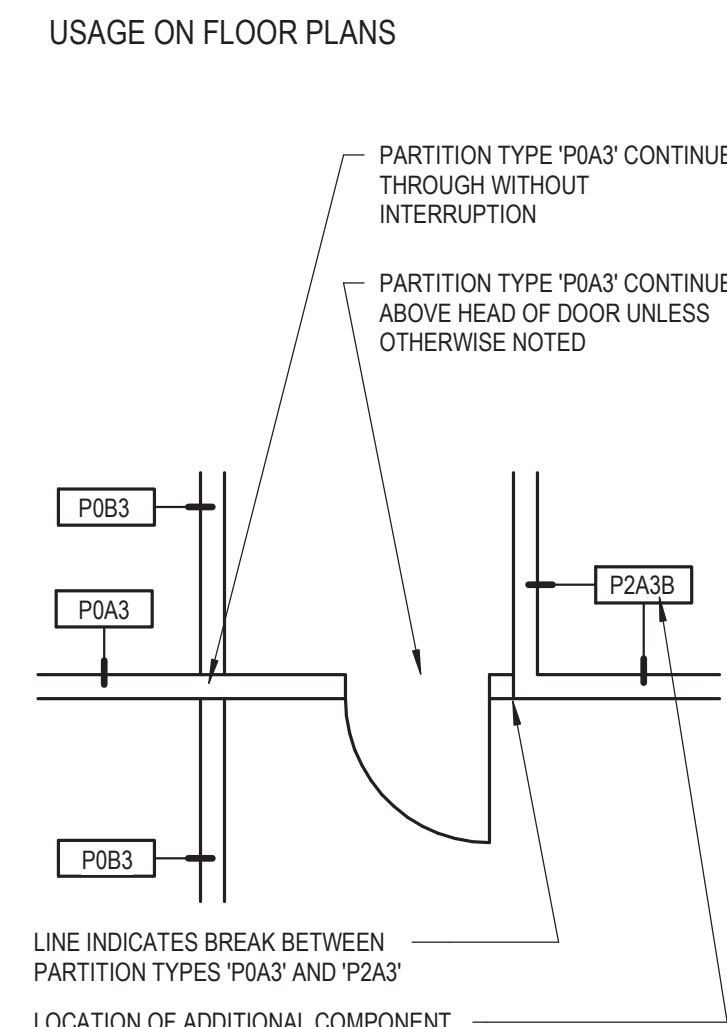 USAGE ON FLOOR PLANS
PARTITION TYPE 'P0A3' CONTINUE
THROUGH WITHOUT
INTERRUPTION
PARTITION TYPE 'P0A3' CONTINUE
ABOVE HEAD OF DOOR UNLESS
OTHERWISE NOTED
P0B3
P2A3B
P0A3
P0B3
LINE INDICATES BREAK BETWEEN
PARTITION TYPES 'P0A3' AND 'P2A3'
LOCATION OF ADDITIONAL COMPONENT